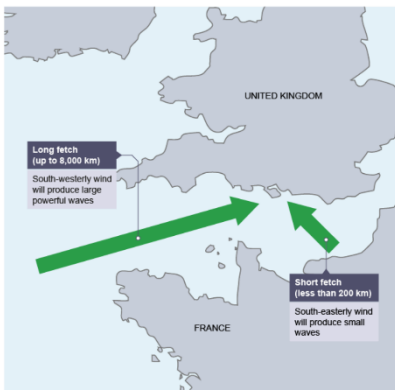 UNITED KINGDOM
Long fetch
(up to 8,000 km)
South-westerly wind
will produce large
powerful waves
Short fetch
(less than 200 km)
South-easterly wind
will produce small
waves
FRANCE